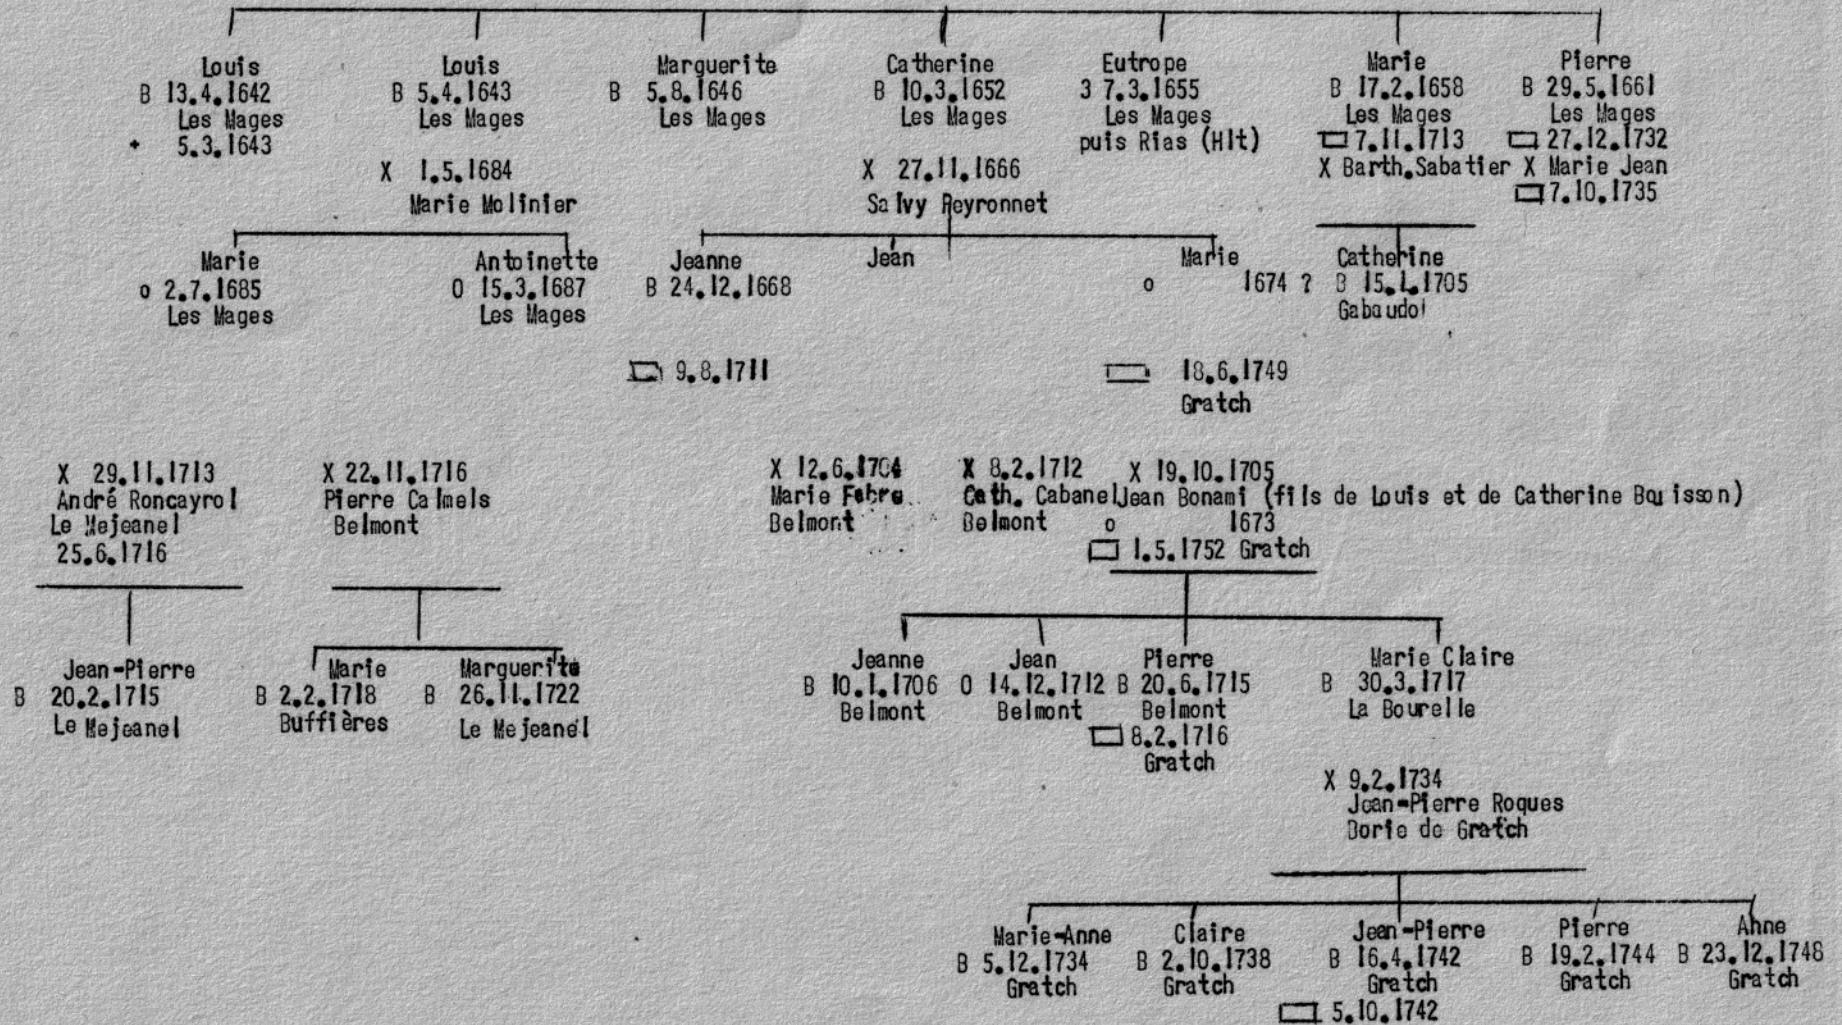 Louis Louis Marguerite Catherine Eutrope Marie Pierre
B 13.4.1642 B 5.4.1643 B 5.8.1646 B 10.3.1652 3 7.3.1655 B 17.2.1658 B 29.5.1661
Les Mages Les Mages Les Mages Les Mages Les Mages Les Mages Les Mages
+ 5.3.1643 puis Rias (Hlt) 7.11.1713 27.12.1732
X 1.5.1684 X 27.11.1666 X Barth.Sabatier X Marie Jean
Marie Molinier Salvy Peyronnet 7.10.1735
Marie Antoinette Jeanne Jean Marie Catherine
o 2.7.1685 O 15.3.1687 B 24.12.1668 o 1674 ? B 15.1.1705
Les Mages Les Mages Gabaudol
9.8.1711 18.6.1749
Gratch
X 29.11.1713 X 22.11.1716 X 12.6.1704 X 8.2.1712 X 19.10.1705
André Roncayrol Pierre Calmels Marie Fabre Cath. Cabanel Jean Bonami (fils de Louis et de Catherine Bouisson)
Le Mejeanel Belmont Belmont Belmont o 1673
25.6.1716 1.5.1752 Gratch
Jean-Pierre Marie Marguerite Jeanne Jean Pierre Marie Claire
B 20.2.1715 B 2.2.1718 B 26.11.1722 B 10.1.1706 O 14.12.1712 B 20.6.1715 B 30.3.1717
Le Mejeanel Buffières Le Mejeanel Belmont Belmont Belmont La Bourelle
8.2.1716
Gratch
X 9.2.1734
Jean-Pierre Roques
Borie de Gratch
Marie-Anne Claire Jean-Pierre Pierre Anne
B 5.12.1734 B 2.10.1738 B 16.4.1742 B 19.2.1744 B 23.12.1748
Gratch Gratch Gratch Gratch Gratch
5.10.1742